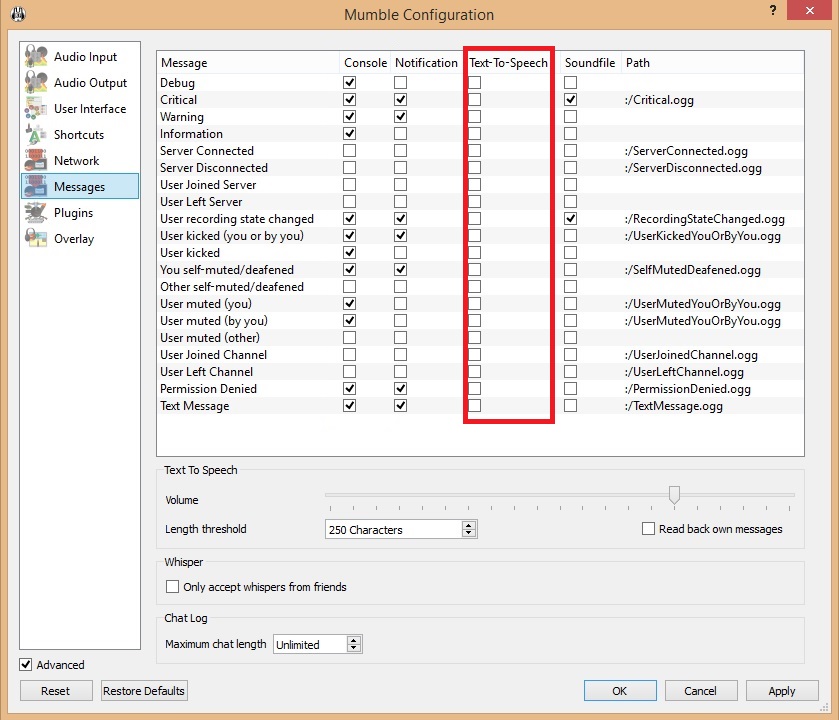 Mumble Configuration
?
Audio Input
Audio Output
User Interface
Shortcuts
Network
Messages
Plugins
Overlay
Message Console Notification Text-To-Speech Soundfile Path
Debug
Critical :/Critical.ogg
Warning
Information
Server Connected :/ServerConnected.ogg
Server Disconnected :/ServerDisconnected.ogg
User Joined Server
User Left Server
User recording state changed :/RecordingStateChanged.ogg
User kicked (you or by you) :/UserKickedYouOrByYou.ogg
User kicked
You self-muted/deafened :/SelfMutedDeafened.ogg
Other self-muted/deafened
User muted (you) :/UserMutedYouOrByYou.ogg
User muted (by you) :/UserMutedYouOrByYou.ogg
User muted (other)
User Joined Channel :/UserJoinedChannel.ogg
User Left Channel :/UserLeftChannel.ogg
Permission Denied :/PermissionDenied.ogg
Text Message :/TextMessage.ogg
Text To Speech
Volume
Length threshold 250 Characters Read back own messages
Whisper
Only accept whispers from friends
Chat Log
Maximum chat length Unlimited
Advanced
Reset Restore Defaults OK Cancel Apply